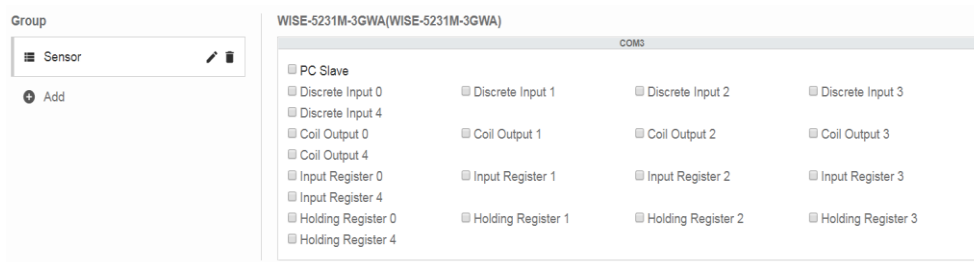 Group
Sensor
Add
WISE-5231M-3GWA(WISE-5231M-3GWA)
COM3
PC Slave
Discrete Input 0 Discrete Input 1 Discrete Input 2 Discrete Input 3
Discrete Input 4
Coil Output 0 Coil Output 1 Coil Output 2 Coil Output 3
Coil Output 4
Input Register 0 Input Register 1 Input Register 2 Input Register 3
Input Register 4
Holding Register 0 Holding Register 1 Holding Register 2 Holding Register 3
Holding Register 4